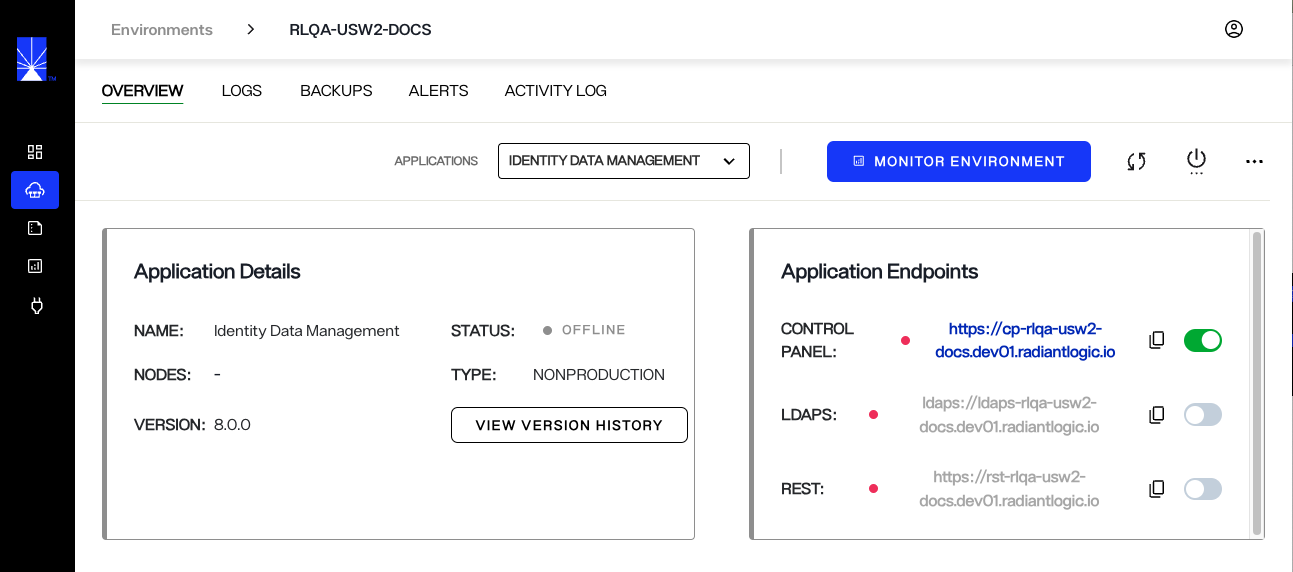 Environments > RLQA-USW2-DOCS
OVERVIEW LOGS BACKUPS ALERTS ACTIVITY LOG
APPLICATIONS IDENTITY DATA MANAGEMENT MONITOR ENVIRONMENT
Application Details
NAME: Identity Data Management STATUS: OFFLINE
NODES: - TYPE: NONPRODUCTION
VERSION: 8.0.0 VIEW VERSION HISTORY
Application Endpoints
CONTROL PANEL: https://cp-rlqa-usw2-
docs.dev01.radiantlogic.io
LDAPS: ldaps://ldaps-rlqa-usw2-
docs.dev01.radiantlogic.io
REST: https://rst-rlqa-usw2-
docs.dev01.radiantlogic.io